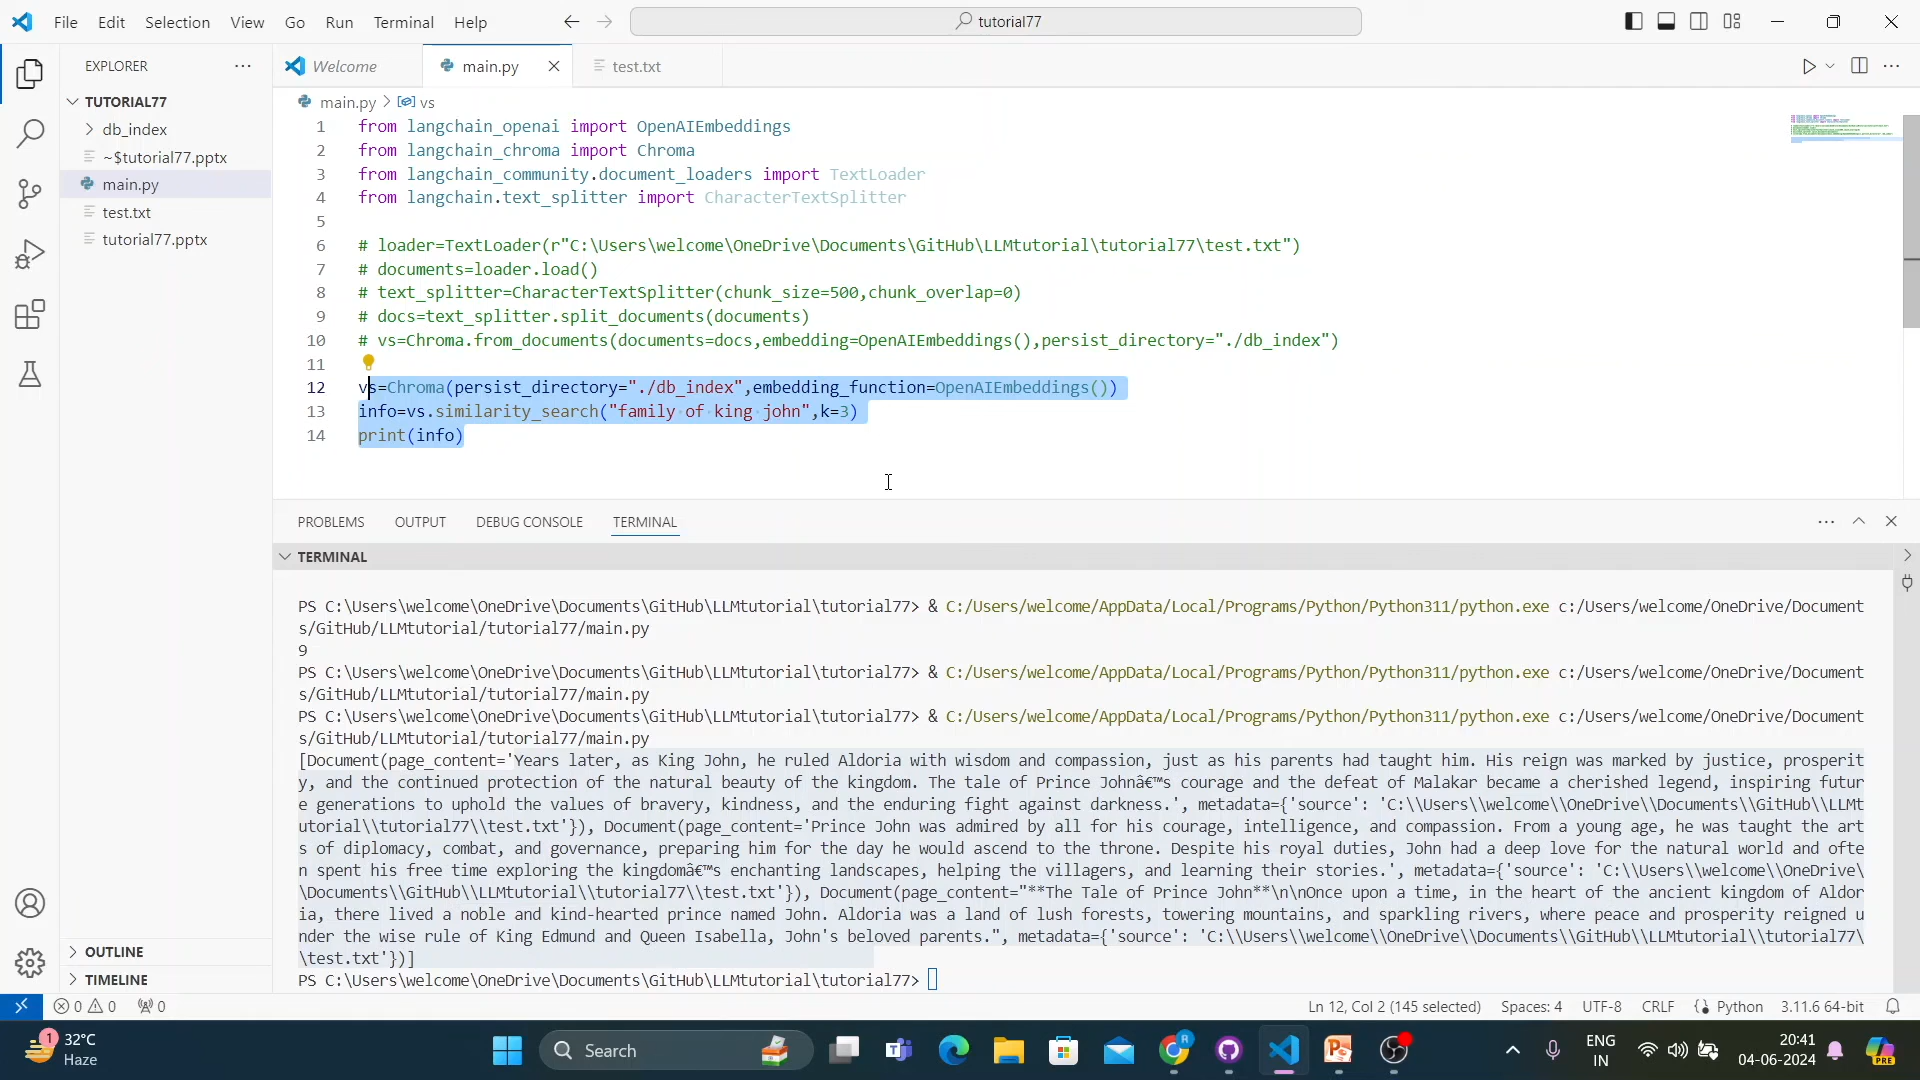 File Edit Selection View Go Run Terminal Help
tutorial77
EXPLORER
Welcome
main.py
test.txt
TUTORIAL77
db_index
~$tutorial77.pptx
main.py
test.txt
tutorial77.pptx
OUTLINE
TIMELINE
main.py > vs
1 from langchain_openai import OpenAIEmbeddings
2 from langchain_chroma import Chroma
3 from langchain_community.document_loaders import TextLoader
4 from langchain.text_splitter import CharacterTextSplitter
5
6 # loader=TextLoader(r"C:\Users\welcome\OneDrive\Documents\GitHub\LLMtutorial\tutorial77\test.txt")
7 # documents=loader.load()
8 # text_splitter=CharacterTextSplitter(chunk_size=500,chunk_overlap=0)
9 # docs=text_splitter.split_documents(documents)
10 # vs=Chroma.from_documents(documents=docs,embedding=OpenAIEmbeddings(),persist_directory="./db_index")
11
12 vs=Chroma(persist_directory="./db_index",embedding_function=OpenAIEmbeddings())
13 info=vs.similarity_search("family of king john",k=3)
14 print(info)
PROBLEMS OUTPUT DEBUG CONSOLE TERMINAL
TERMINAL
PS C:\Users\welcome\OneDrive\Documents\GitHub\LLMtutorial\tutorial77> & C:/Users/welcome/AppData/Local/Programs/Python/Python311/python.exe c:/Users/welcome/OneDrive/Document
s/GitHub/LLMtutorial/tutorial77/main.py
9
PS C:\Users\welcome\OneDrive\Documents\GitHub\LLMtutorial\tutorial77> & C:/Users/welcome/AppData/Local/Programs/Python/Python311/python.exe c:/Users/welcome/OneDrive/Document
s/GitHub/LLMtutorial/tutorial77/main.py
PS C:\Users\welcome\OneDrive\Documents\GitHub\LLMtutorial\tutorial77> & C:/Users/welcome/AppData/Local/Programs/Python/Python311/python.exe c:/Users/welcome/OneDrive/Document
s/GitHub/LLMtutorial/tutorial77/main.py
[Document(page_content='Years later, as King John, he ruled Aldoria with wisdom and compassion, just as his parents had taught him. His reign was marked by justice, prosperit
y, and the continued protection of the natural beauty of the kingdom. The tale of Prince Johnâ€™s courage and the defeat of Malakar became a cherished legend, inspiring futur
e generations to uphold the values of bravery, kindness, and the enduring fight against darkness.', metadata={'source': 'C:\\Users\\welcome\\OneDrive\\Documents\\GitHub\\LLMt
utorial\\tutorial77\\test.txt'}), Document(page_content='Prince John was admired by all for his courage, intelligence, and compassion. From a young age, he was taught the art
s of diplomacy, combat, and governance, preparing him for the day he would ascend to the throne. Despite his royal duties, John had a deep love for the natural world and ofte
n spent his free time exploring the kingdomâ€™s enchanting landscapes, helping the villagers, and learning their stories.', metadata={'source': 'C:\\Users\\welcome\\OneDrive\
\Documents\\GitHub\\LLMtutorial\\tutorial77\\test.txt'}), Document(page_content="**The Tale of Prince John**\n\nOnce upon a time, in the heart of the ancient kingdom of Aldor
ia, there lived a noble and kind-hearted prince named John. Aldoria was a land of lush forests, towering mountains, and sparkling rivers, where peace and prosperity reigned u
nder the wise rule of King Edmund and Queen Isabella, John's beloved parents.", metadata={'source': 'C:\\Users\\welcome\\OneDrive\\Documents\\GitHub\\LLMtutorial\\tutorial77\
\test.txt'})]
PS C:\Users\welcome\OneDrive\Documents\GitHub\LLMtutorial\tutorial77>
0 0 0
Ln 12, Col 2 (145 selected) Spaces: 4 UTF-8 CRLF Python 3.11.6 64-bit
1
32°C
Haze
Search
ENG
IN
20:41
04-06-2024
PRE